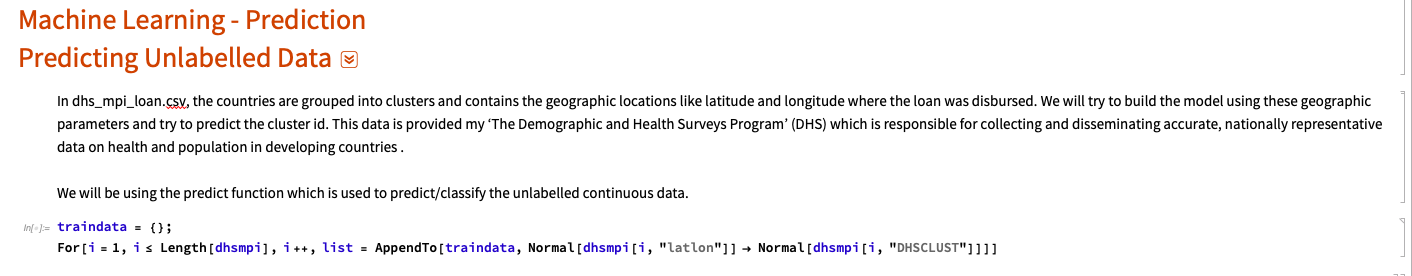 Machine Learning - Prediction
Predicting Unlabelled Data
In dhs_mpi_loan.csv, the countries are grouped into clusters and contains the geographic locations like latitude and longitude where the loan was disbursed. We will try to build the model using these geographic
parameters and try to predict the cluster id. This data is provided my ‘The Demographic and Health Surveys Program’ (DHS) which is responsible for collecting and disseminating accurate, nationally representative
data on health and population in developing countries .
We will be using the predict function which is used to predict/classify the unlabelled continuous data.
In[•]:= traindata = {};
For[i = 1, i ≤ Length[dhsmpi], i++, list = AppendTo[traindata, Normal[dhsmpi[i, "latlon"]] → Normal[dhsmpi[i, "DHSCLUST"]]]]